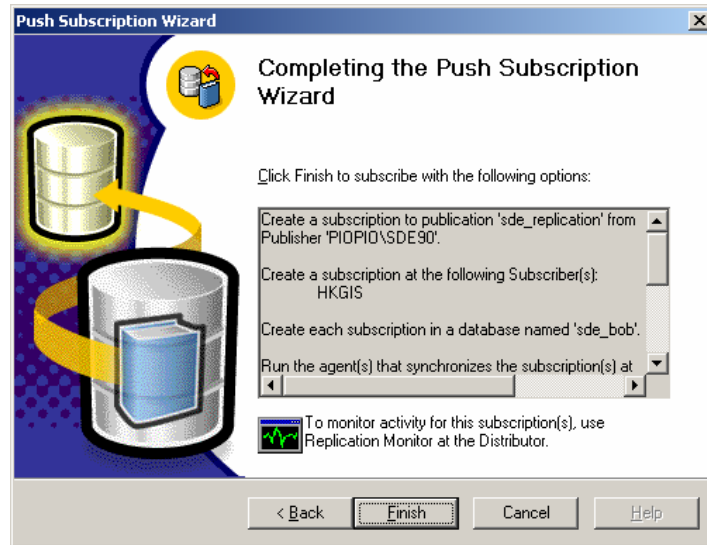 Push Subscription Wizard
Completing the Push Subscription
Wizard
Click Finish to subscribe with the following options:
Create a subscription to publication 'sde_replication' from
Publisher 'PIOPIO\SDE90'.
Create a subscription at the following Subscriber(s):
HKGIS
Create each subscription in a database named 'sde_bob'.
Run the agent(s) that synchronizes the subscription(s) at
To monitor activity for this subscription(s), use
Replication Monitor at the Distributor.
< Back
Finish
Cancel
Help